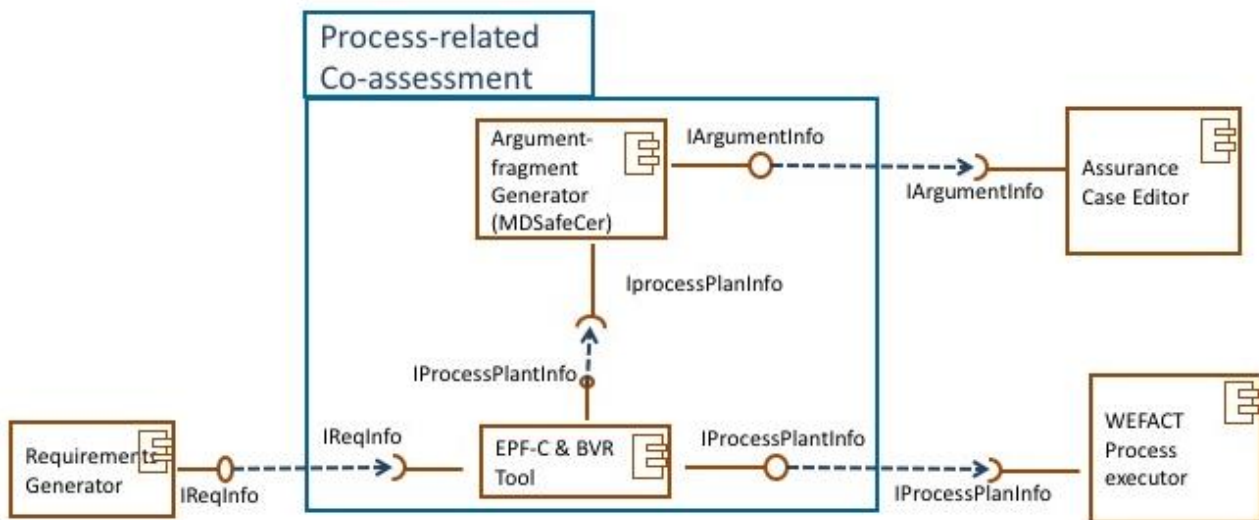 Process-related
Co-assessment
Argument-
fragment
Generator
(MDSafeCer)
IArgumentInfo
IArgumentInfo
Assurance
Case Editor
IprocessPlanInfo
IProcessPlantInfo
Requirements
Generator
IReqInfo
IReqInfo
EPF-C & BVR
Tool
IProcessPlantInfo
IProcessPlanInfo
WEFACT
Process
executor